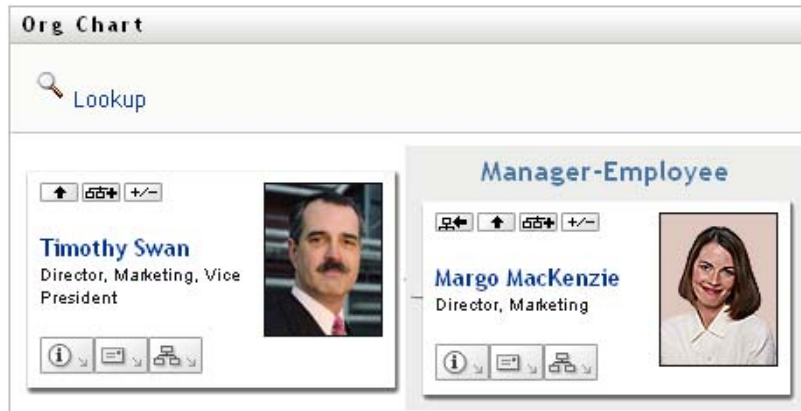 Org Chart
Lookup
Manager-Employee
+/-
Timothy Swan
Director, Marketing, Vice
President
+/-
Margo MacKenzie
Director, Marketing